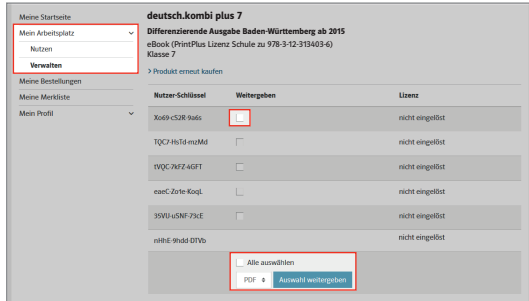 Meine Startseite
Mein Arbeitsplatz
Nutzen
Verwalten
Meine Bestellungen
Meine Merkliste
Mein Profil
deutsch.kombi plus 7
Differenzierende Ausgabe Baden-Württemberg ab 2015
eBook (PrintPlus Lizenz Schule zu 978-3-12-313403-6)
Klasse 7
> Produkt erneut kaufen
Nutzer-Schlüssel Weitergeben Lizenz
Xo69-cS2R-9a6s nicht eingelöst
TQC7-HsTd-mzMd nicht eingelöst
tVQC-7kFZ-4GFT nicht eingelöst
eaeC-Zo1e-KoqL nicht eingelöst
3SVU-uSNF-73cE nicht eingelöst
nHhE-9hdd-DTVb nicht eingelöst
Alle auswählen
PDF Auswahl weitergeben